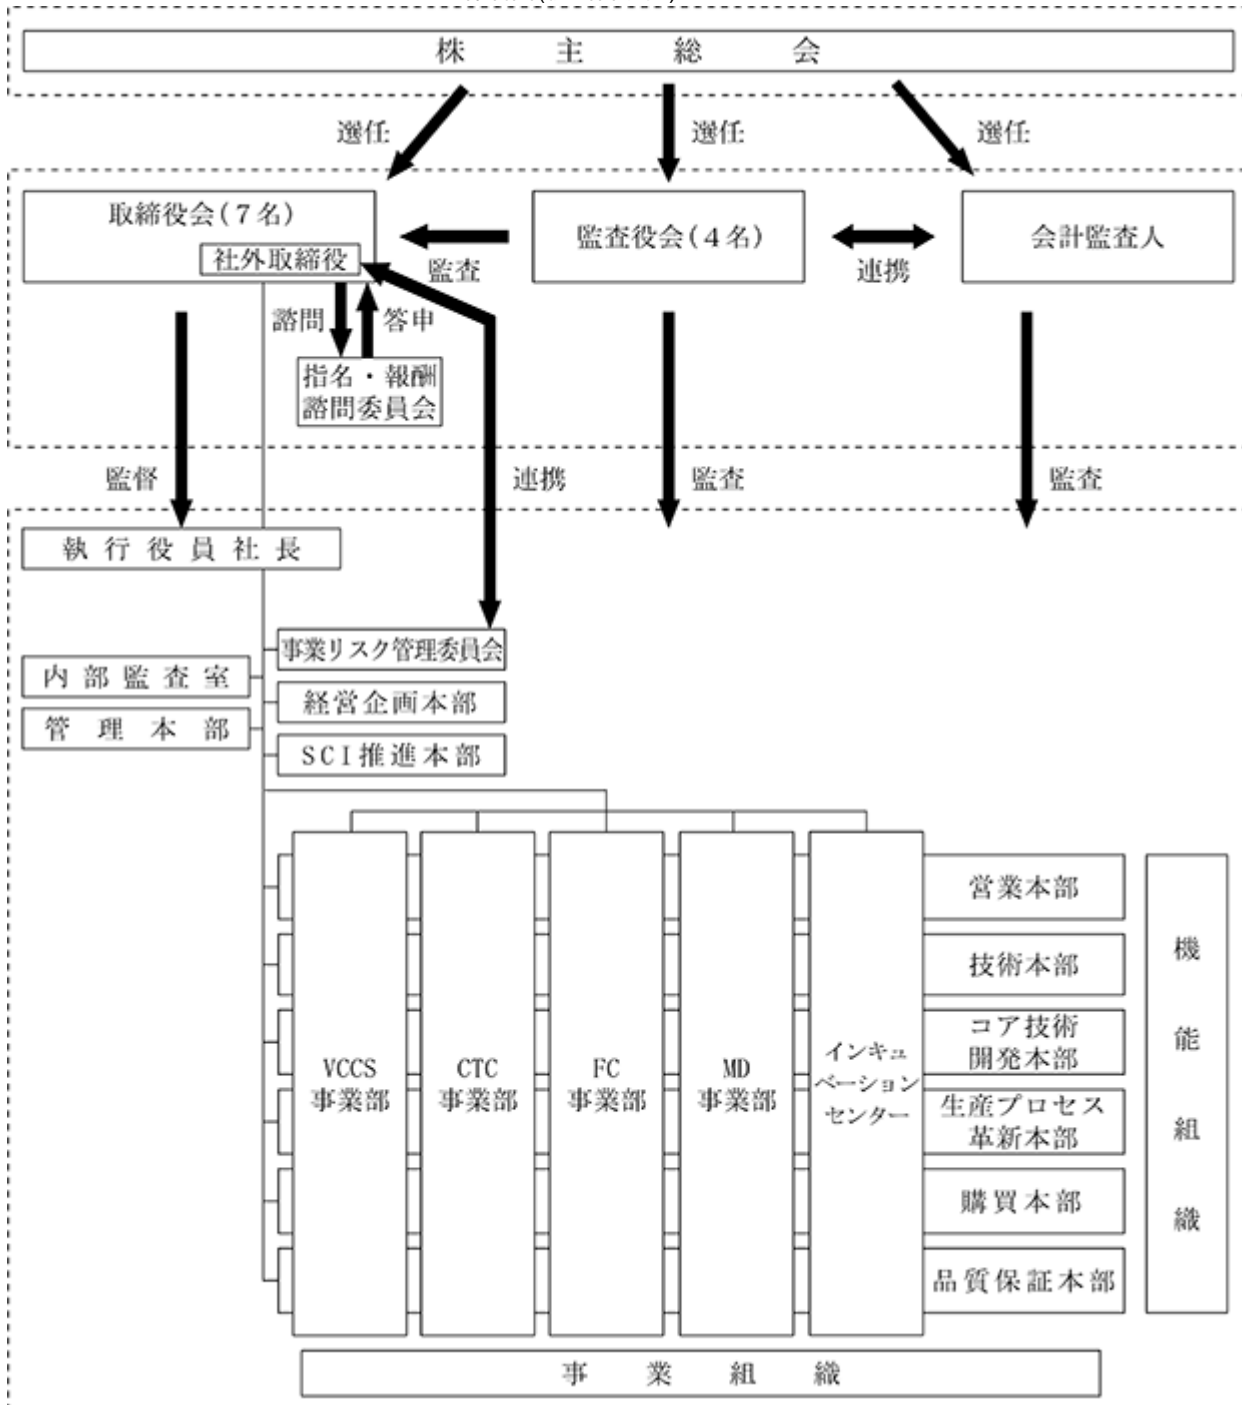 株主総会
選任
選任
選任
取締役会(7名)
社外取締役
監査
監査役会(4名)
連携
会計監査人
諮問
答申
指名・報酬
諮問委員会
監督
連携
監査
監査
執行役員社長
事業リスク管理委員会
内部監査室
経営企画本部
管理本部
SCI推進本部
VCCS
事業部
CTC
事業部
FC
事業部
MD
事業部
インキュ
ベーション
センター
営業本部
技術本部
コア技術
開発本部
生産プロセス
革新本部
購買本部
品質保証本部
機能組織
事業組織